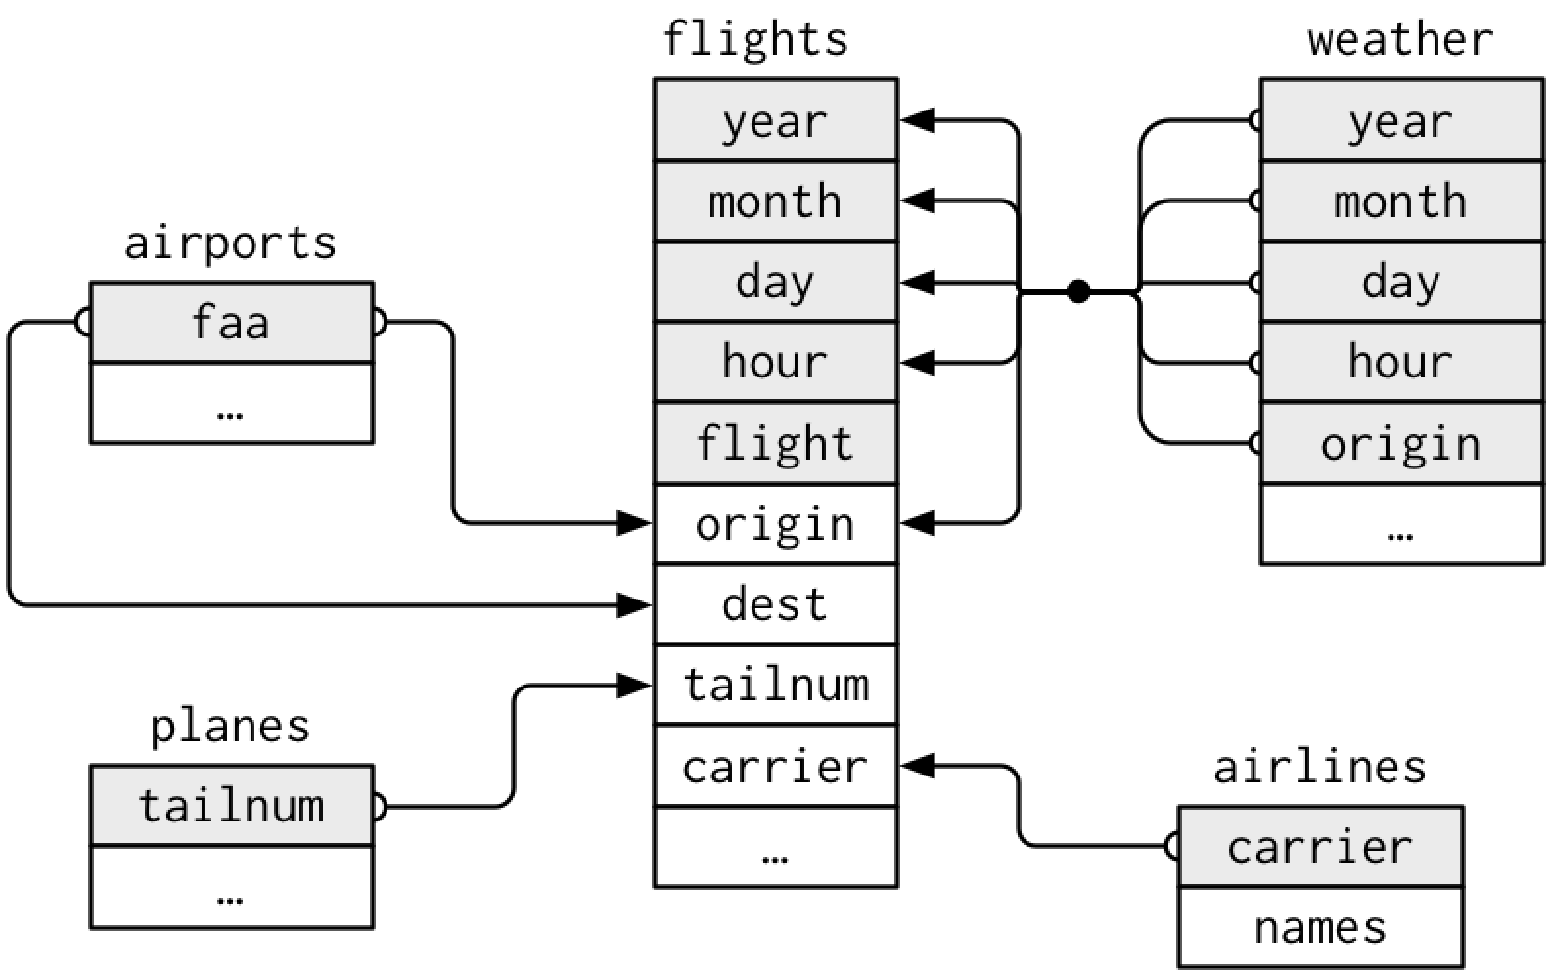 flights
year
month
day
hour
flight
origin
dest
tailnum
carrier
…
weather
year
month
day
hour
origin
…
airports
faa
…
planes
tailnum
…
airlines
carrier
names